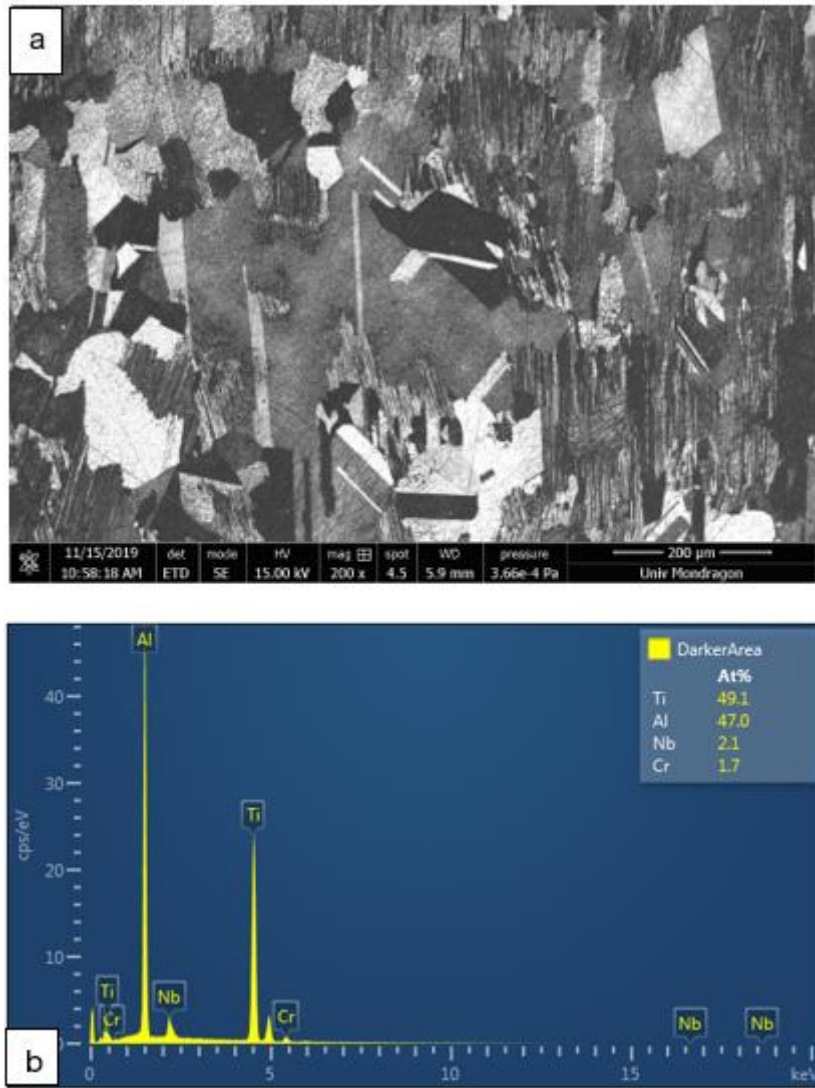 a
11/15/2019 det mode HV mag spot WD pressure 200 µm
10:58:18 AM ETD SE 15.00 kV 200 x 4.5 5.9 mm 3.66e-4 Pa Univ Mondragon
Al
DarkerArea
At%
Ti 49.1
Al 47.0
Nb 2.1
Cr 1.7
40
30
cps/eV
Ti
20
10
Ti
Cr
Nb
Cr
Nb
Nb
0
b
0 5 10 15 keV